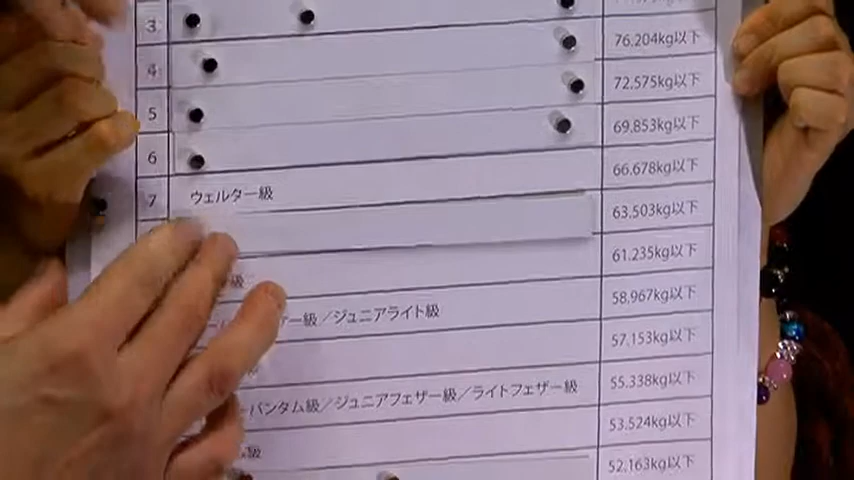 3
76.204kg以下
4
72.575kg以下
5
69.853kg以下
6
66.678kg以下
7 ウェルター級
63.503kg以下
61.235kg以下
級
58.967kg以下
級／ジュニアライト級
57.153kg以下
55.338kg以下
バンタム級／ジュニアフェザー級／ライトフェザー級
53.524kg以下
級
52.163kg以下